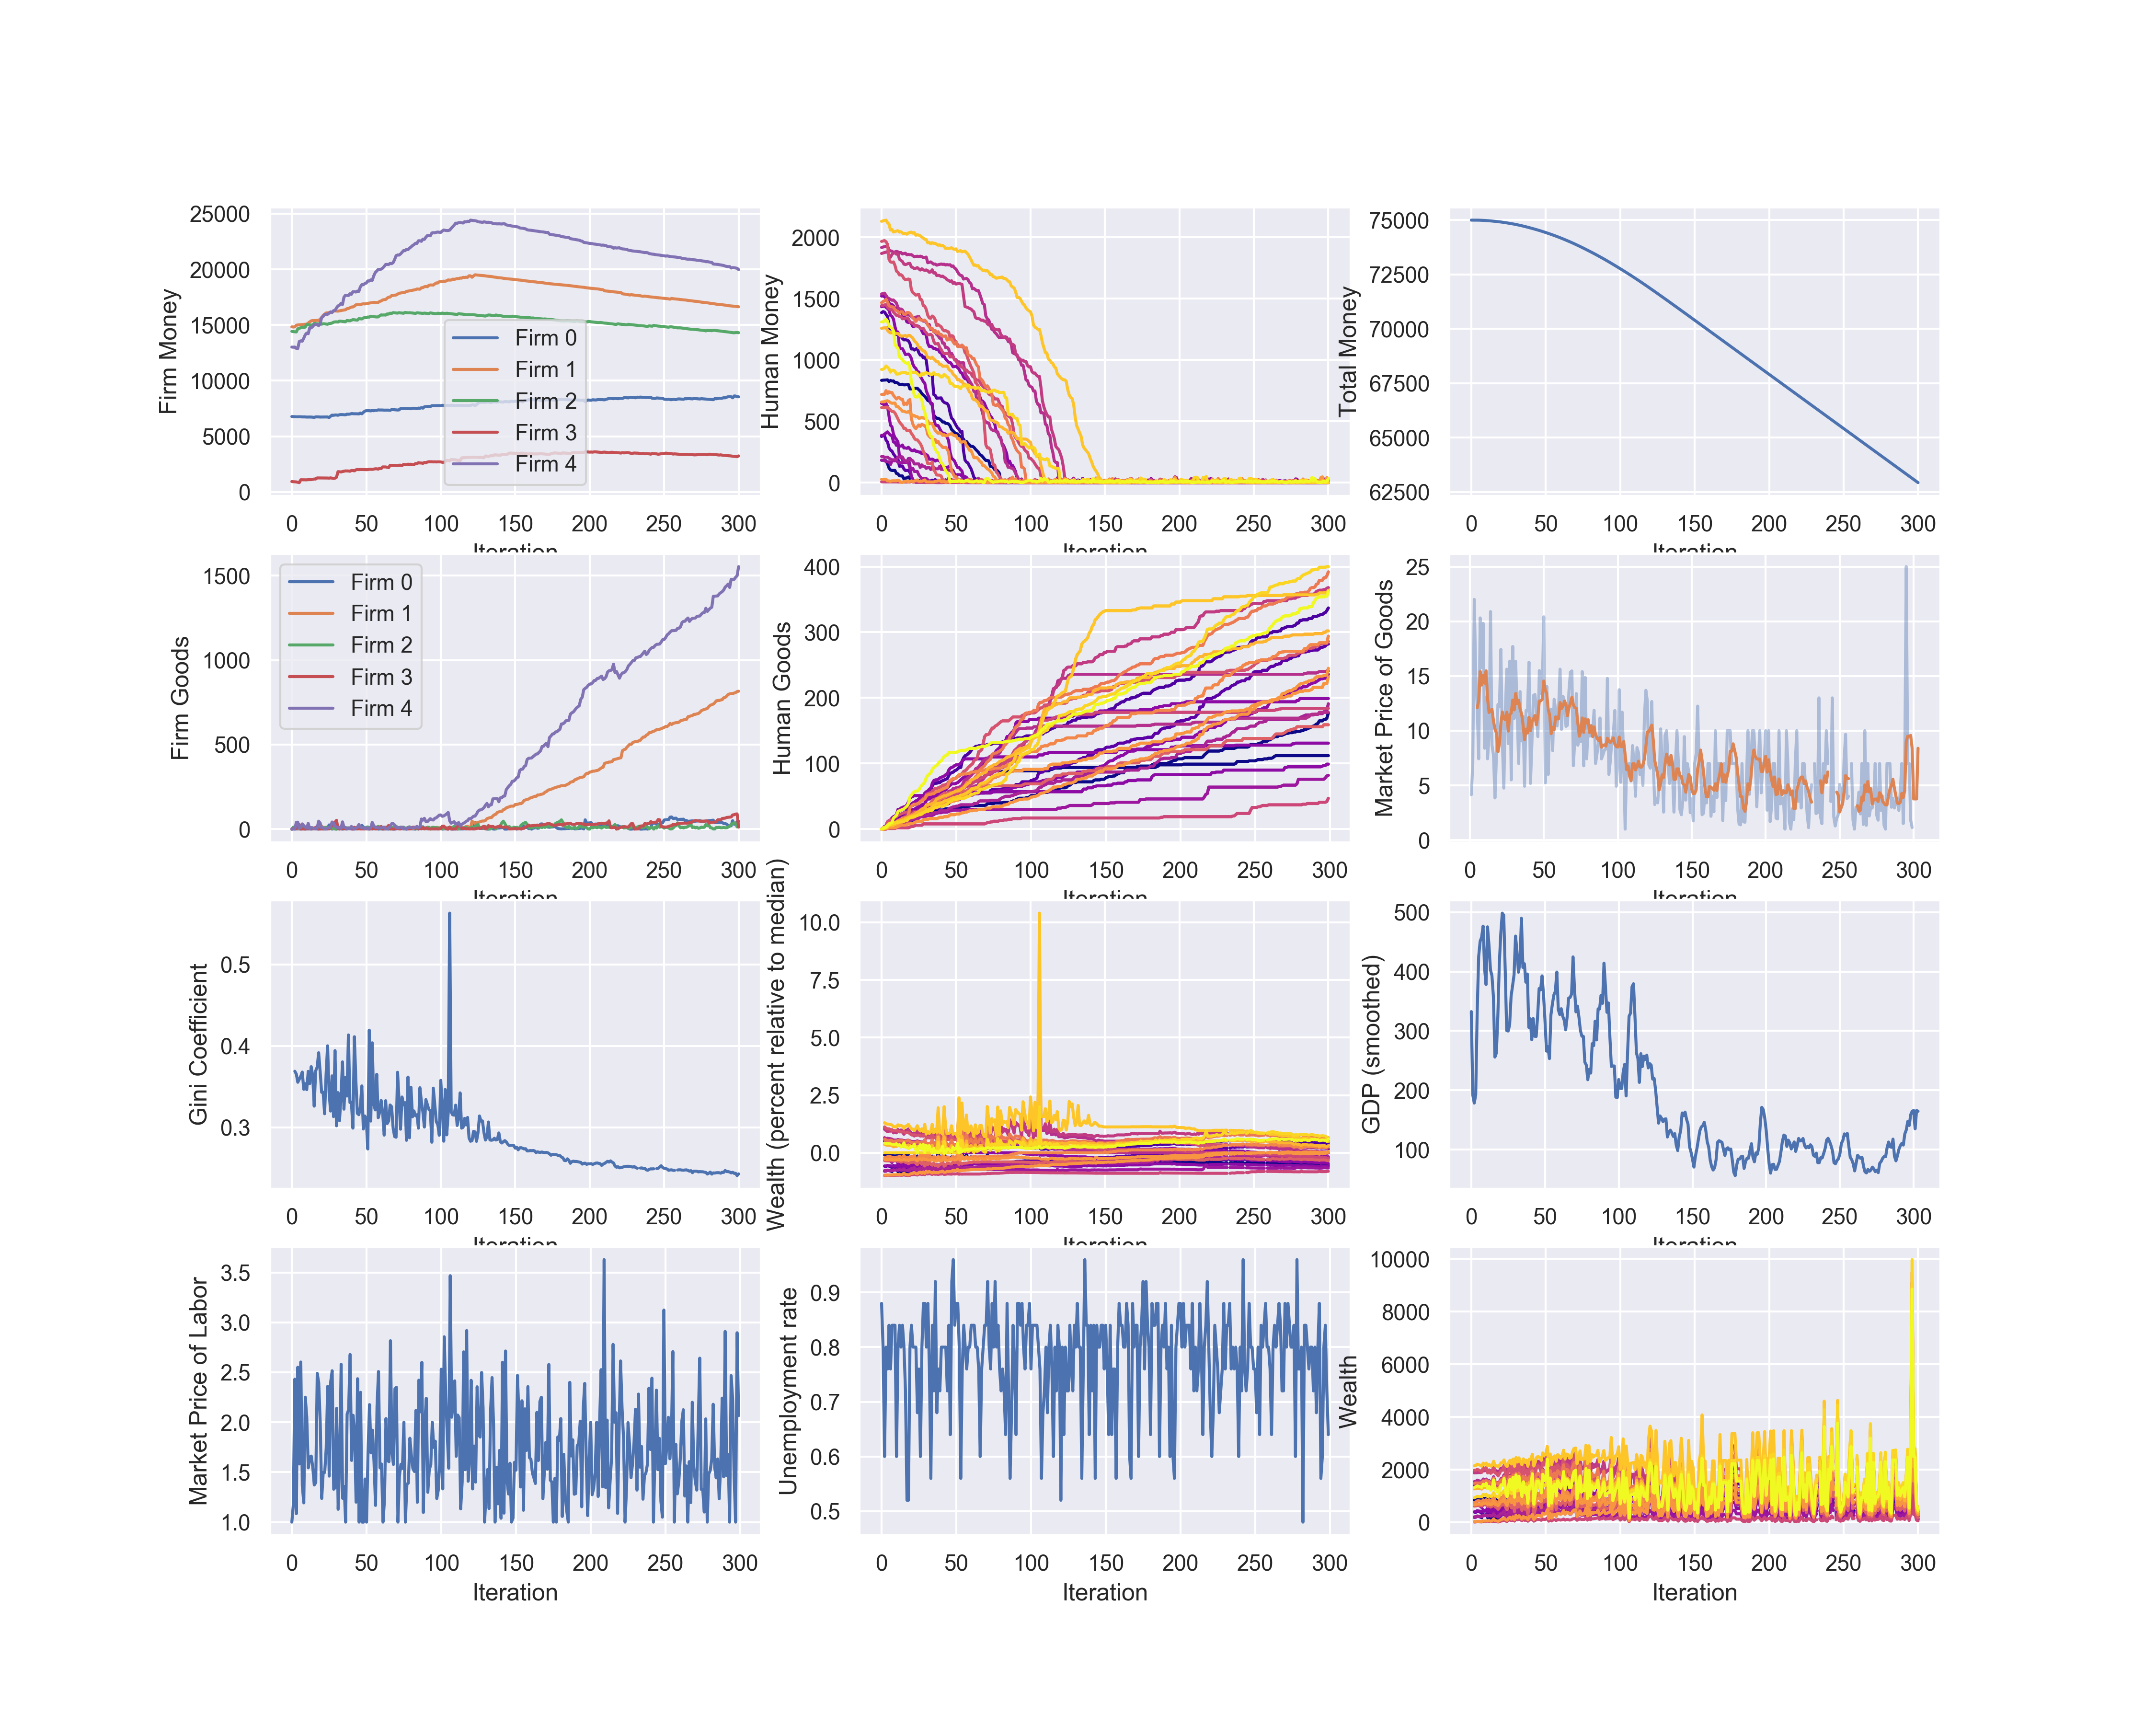 Firm Money
25000
20000
15000
10000
5000
0
Firm 0
Firm 1
Firm 2
Firm 3
Firm 4
0 50 100 150 200 250 300
Iteration
Human Money
2000
1500
1000
500
0
0 50 100 150 200 250 300
Iteration
Total Money
75000
72500
70000
67500
65000
62500
0 50 100 150 200 250 300
Iteration
Firm Goods
1500
1000
500
0
Firm 0
Firm 1
Firm 2
Firm 3
Firm 4
0 50 100 150 200 250 300
Iteration
Human Goods
400
300
200
100
0
0 50 100 150 200 250 300
Iteration
Market Price of Goods
25
20
15
10
5
0
0 50 100 150 200 250 300
Iteration
Gini Coefficient
0.5
0.4
0.3
0 50 100 150 200 250 300
Iteration
Wealth (percent relative to median)
10.0
7.5
5.0
2.5
0.0
0 50 100 150 200 250 300
Iteration
GDP (smoothed)
500
400
300
200
100
0 50 100 150 200 250 300
Iteration
Market Price of Labor
3.5
3.0
2.5
2.0
1.5
1.0
0 50 100 150 200 250 300
Iteration
Unemployment rate
0.9
0.8
0.7
0.6
0.5
0 50 100 150 200 250 300
Iteration
Wealth
10000
8000
6000
4000
2000
0
0 50 100 150 200 250 300
Iteration